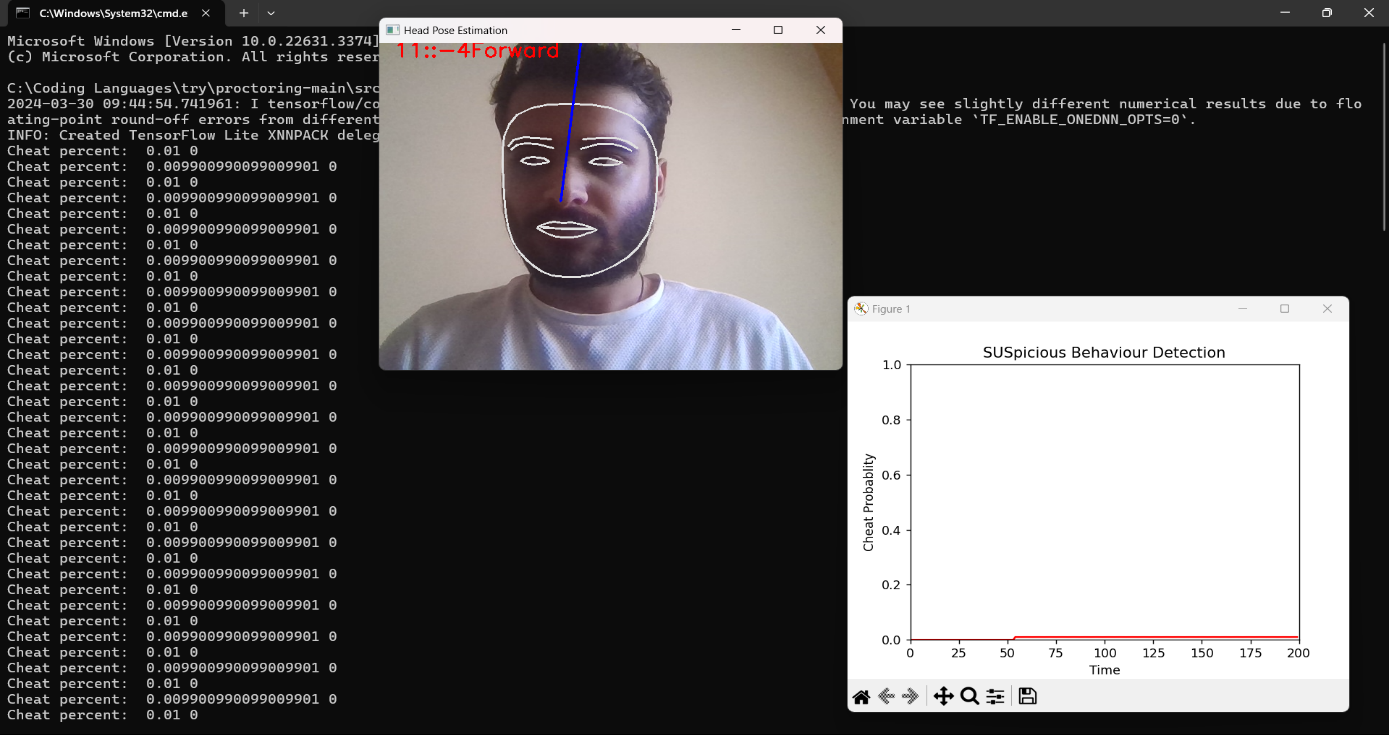 C:\Windows\System32\cmd.e
Microsoft Windows [Version 10.0.22631.3374]
(c) Microsoft Corporation. All rights reser
C:\Coding Languages\try\proctoring-main\src
2024-03-30 09:44:54.741961: I tensorflow/co You may see slightly different numerical results due to flo
ating-point round-off errors from different nment variable `TF_ENABLE_ONEDNN_OPTS=0`.
INFO: Created TensorFlow Lite XNNPACK deleg
Cheat percent:  0.01 0
Cheat percent:  0.009900990099009901 0
Cheat percent:  0.01 0
Cheat percent:  0.009900990099009901 0
Cheat percent:  0.01 0
Cheat percent:  0.009900990099009901 0
Cheat percent:  0.01 0
Cheat percent:  0.009900990099009901 0
Cheat percent:  0.01 0
Cheat percent:  0.009900990099009901 0
Cheat percent:  0.01 0
Cheat percent:  0.009900990099009901 0
Cheat percent:  0.01 0
Cheat percent:  0.009900990099009901 0
Cheat percent:  0.01 0
Cheat percent:  0.009900990099009901 0
Cheat percent:  0.01 0
Cheat percent:  0.009900990099009901 0
Cheat percent:  0.01 0
Cheat percent:  0.009900990099009901 0
Cheat percent:  0.01 0
Cheat percent:  0.009900990099009901 0
Cheat percent:  0.01 0
Cheat percent:  0.009900990099009901 0
Cheat percent:  0.01 0
Cheat percent:  0.009900990099009901 0
Cheat percent:  0.01 0
Cheat percent:  0.009900990099009901 0
Cheat percent:  0.01 0
Cheat percent:  0.009900990099009901 0
Cheat percent:  0.01 0
Cheat percent:  0.009900990099009901 0
Cheat percent:  0.01 0
Cheat percent:  0.009900990099009901 0
Cheat percent:  0.01 0
Cheat percent:  0.009900990099009901 0
Cheat percent:  0.01 0
Head Pose Estimation
11::-4Forward
Figure 1
SUSpicious Behaviour Detection
Cheat Probablity
1.0
0.8
0.6
0.4
0.2
0.0
0 25 50 75 100 125 150 175 200
Time